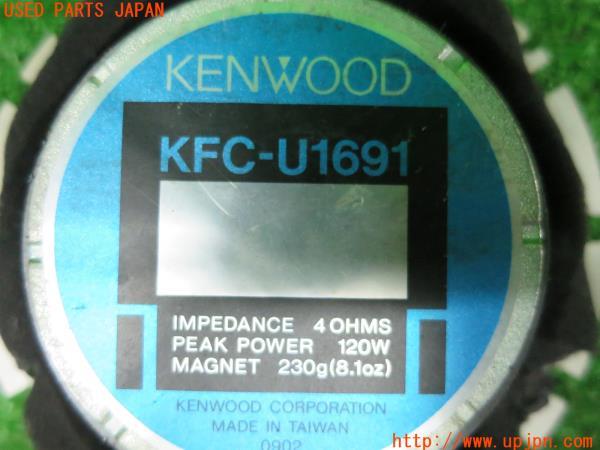 USED PARTS JAPAN
KENWOOD
KFC-U1691
IMPEDANCE 4 OHMS
PEAK POWER 120W
MAGNET 230g(8.1oz)
KENWOOD CORPORATION
MADE IN TAIWAN
0902
http://www.upjpn.com/